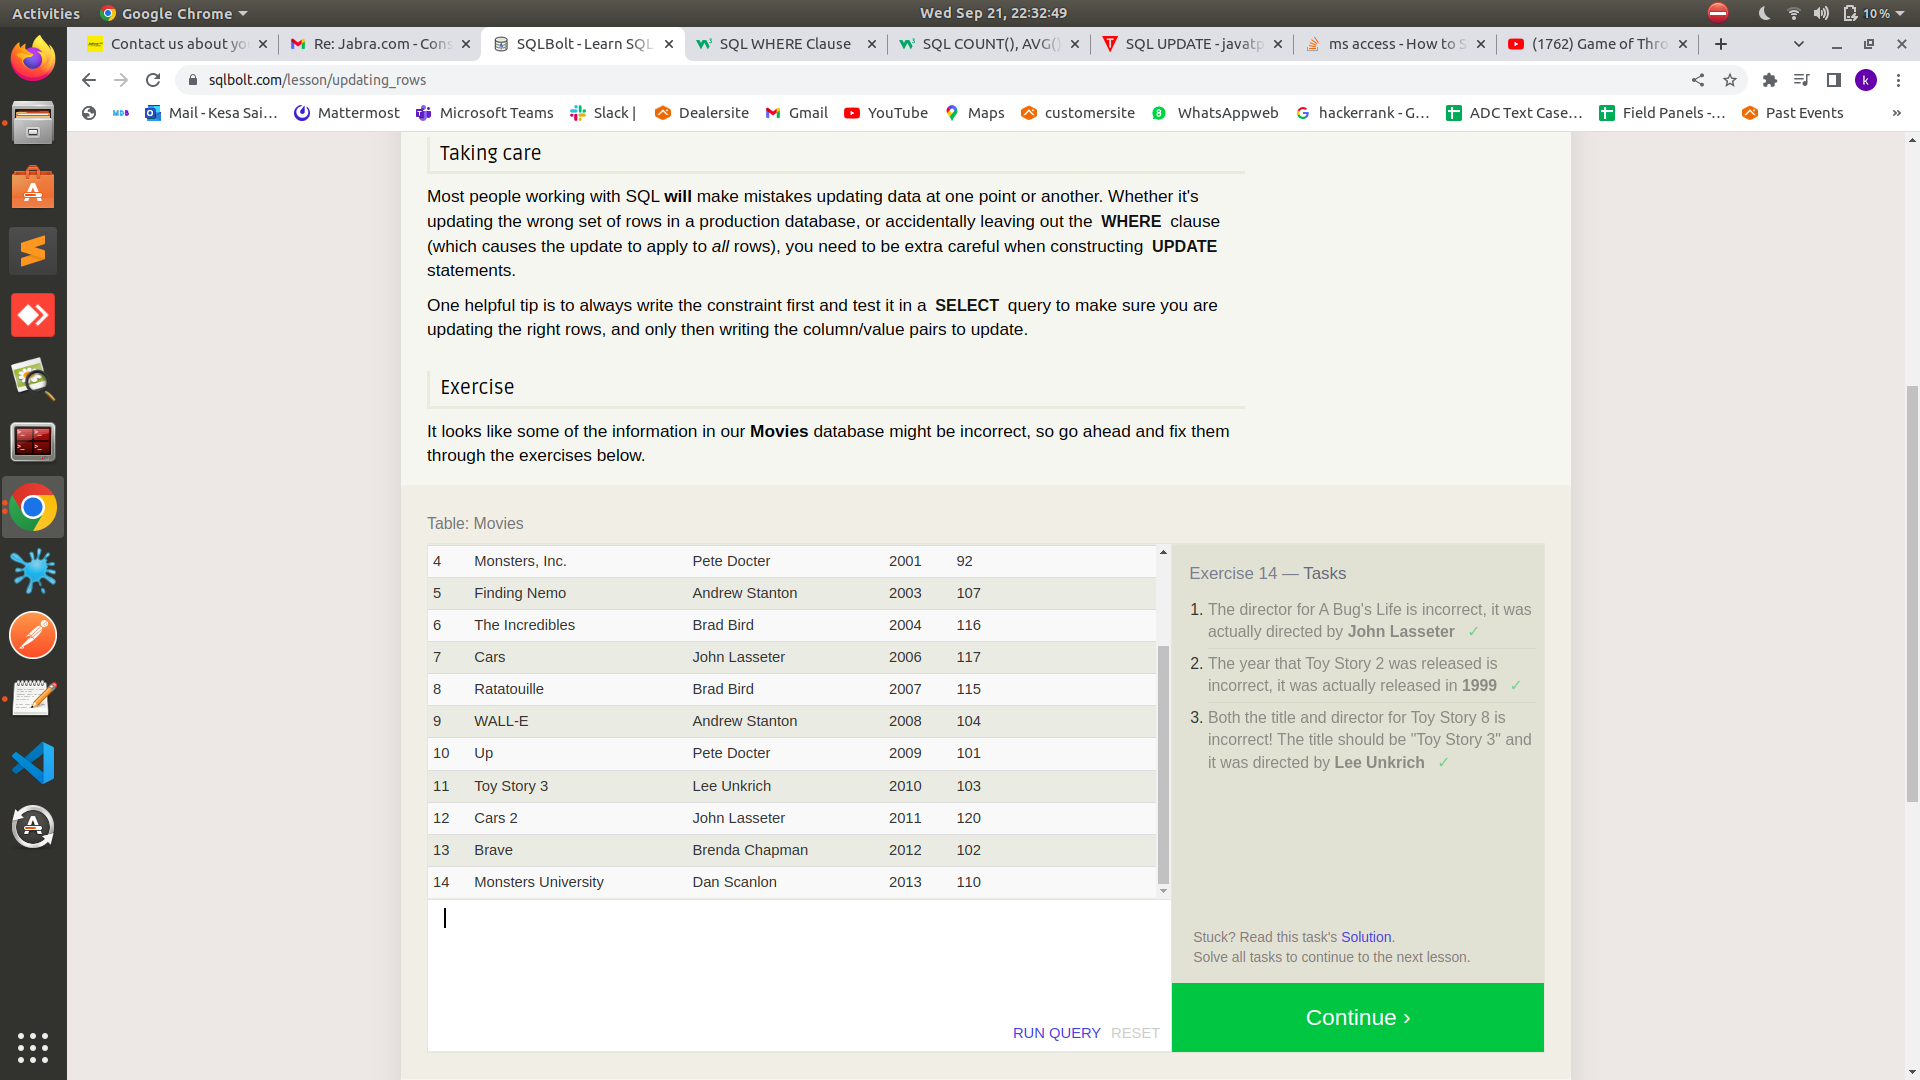 Activities Google Chrome Wed Sep 21, 22:32:49 10 %
Contact us about yo Re: Jabra.com - Cons SQLBolt - Learn SQL SQL WHERE Clause SQL COUNT(), AVG() SQL UPDATE - javatp ms access - How to S (1762) Game of Thro
sqlbolt.com/lesson/updating_rows k
MDB Mail - Kesa Sai... Mattermost Microsoft Teams Slack | Dealersite Gmail YouTube Maps customersite WhatsAppweb hackerrank - G... ADC Text Case... Field Panels -... Past Events »
Taking care
Most people working with SQL will make mistakes updating data at one point or another. Whether it's
updating the wrong set of rows in a production database, or accidentally leaving out the WHERE clause
(which causes the update to apply to all rows), you need to be extra careful when constructing UPDATE
statements.
One helpful tip is to always write the constraint first and test it in a SELECT query to make sure you are
updating the right rows, and only then writing the column/value pairs to update.
Exercise
It looks like some of the information in our Movies database might be incorrect, so go ahead and fix them
through the exercises below.
Table: Movies
4 Monsters, Inc. Pete Docter 2001 92
5 Finding Nemo Andrew Stanton 2003 107
6 The Incredibles Brad Bird 2004 116
7 Cars John Lasseter 2006 117
8 Ratatouille Brad Bird 2007 115
9 WALL-E Andrew Stanton 2008 104
10 Up Pete Docter 2009 101
11 Toy Story 3 Lee Unkrich 2010 103
12 Cars 2 John Lasseter 2011 120
13 Brave Brenda Chapman 2012 102
14 Monsters University Dan Scanlon 2013 110
RUN QUERY RESET
Exercise 14 — Tasks
1. The director for A Bug's Life is incorrect, it was
actually directed by John Lasseter ✓
2. The year that Toy Story 2 was released is
incorrect, it was actually released in 1999 ✓
3. Both the title and director for Toy Story 8 is
incorrect! The title should be "Toy Story 3" and
it was directed by Lee Unkrich ✓
Stuck? Read this task's Solution.
Solve all tasks to continue to the next lesson.
Continue ›